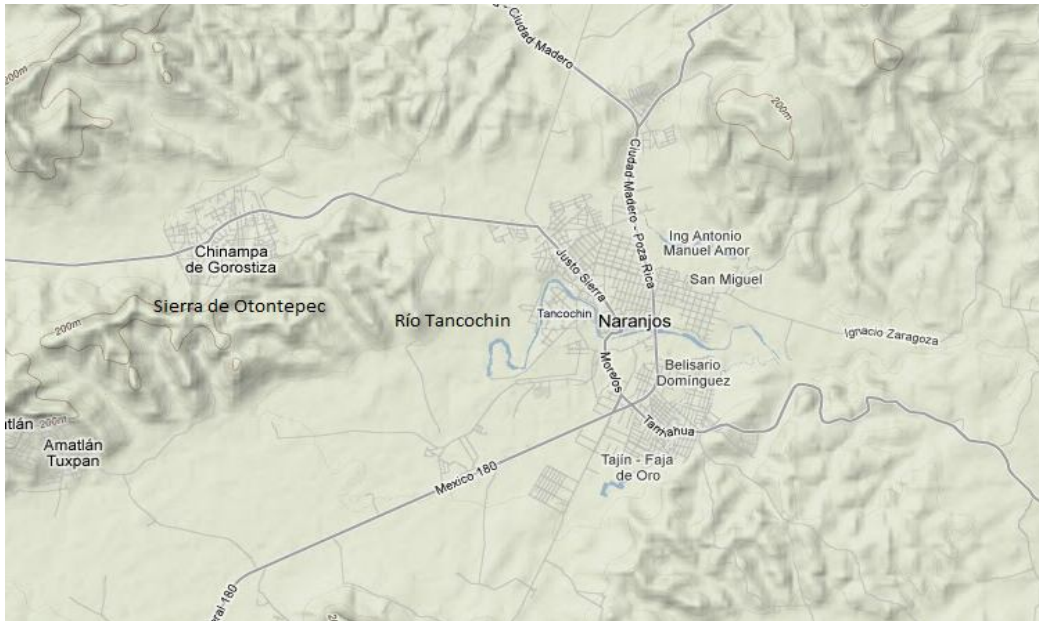 Ciudad Madero
200m
200m
Ciudad Madero - Poza Rica
Chinampa
de Gorostiza
Ing Antonio
Manuel Amor
Justo Sierra
San Miguel
Sierra de Otontepec
Río Tancochin
Tancochin
Naranjos
Ignacio Zaragoza
200m
Morelos
Belisario
Domínguez
200m
Amatlán
Tuxpan
Tamiahua
Tajín - Faja
de Oro
Mexico 180
180